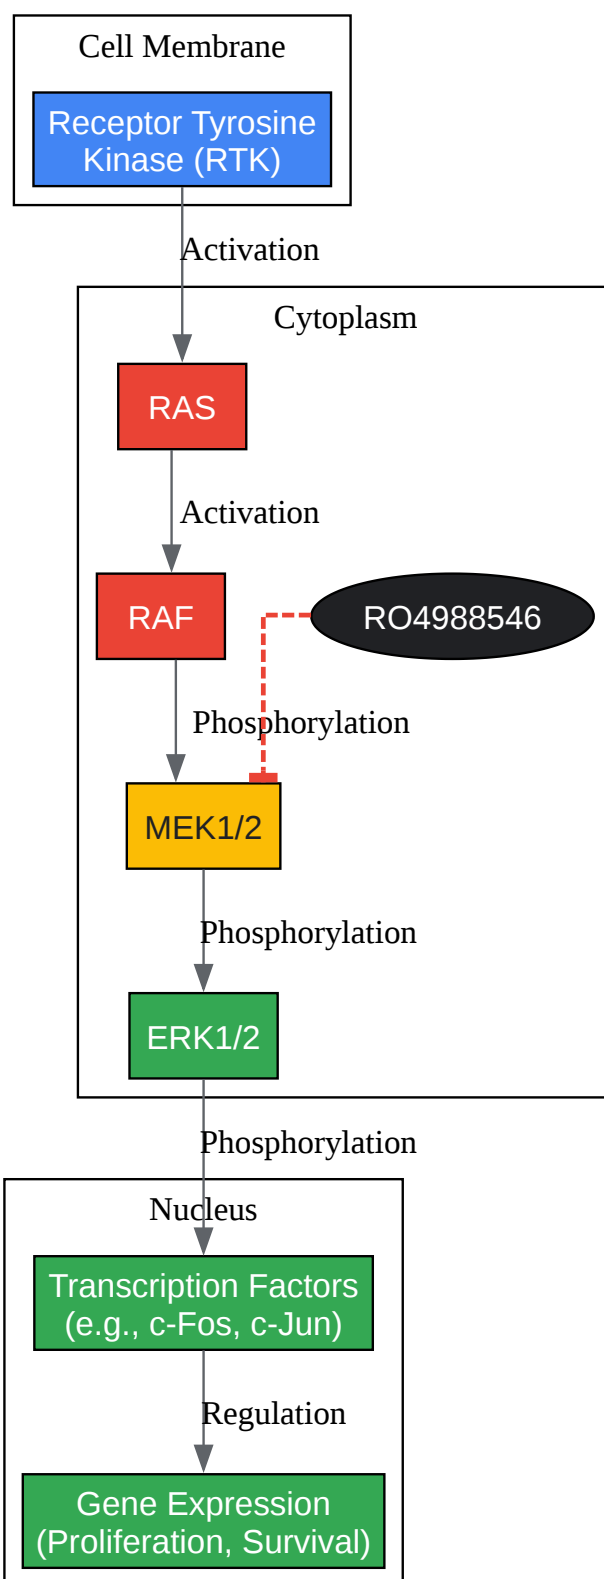 Cell Membrane
Receptor Tyrosine
Kinase (RTK)
Activation
Cytoplasm
RAS
Activation
RAF
RO4988546
Phosphorylation
MEK1/2
Phosphorylation
ERK1/2
Phosphorylation
Nucleus
Transcription Factors
(e.g., c-Fos, c-Jun)
Regulation
Gene Expression
(Proliferation, Survival)